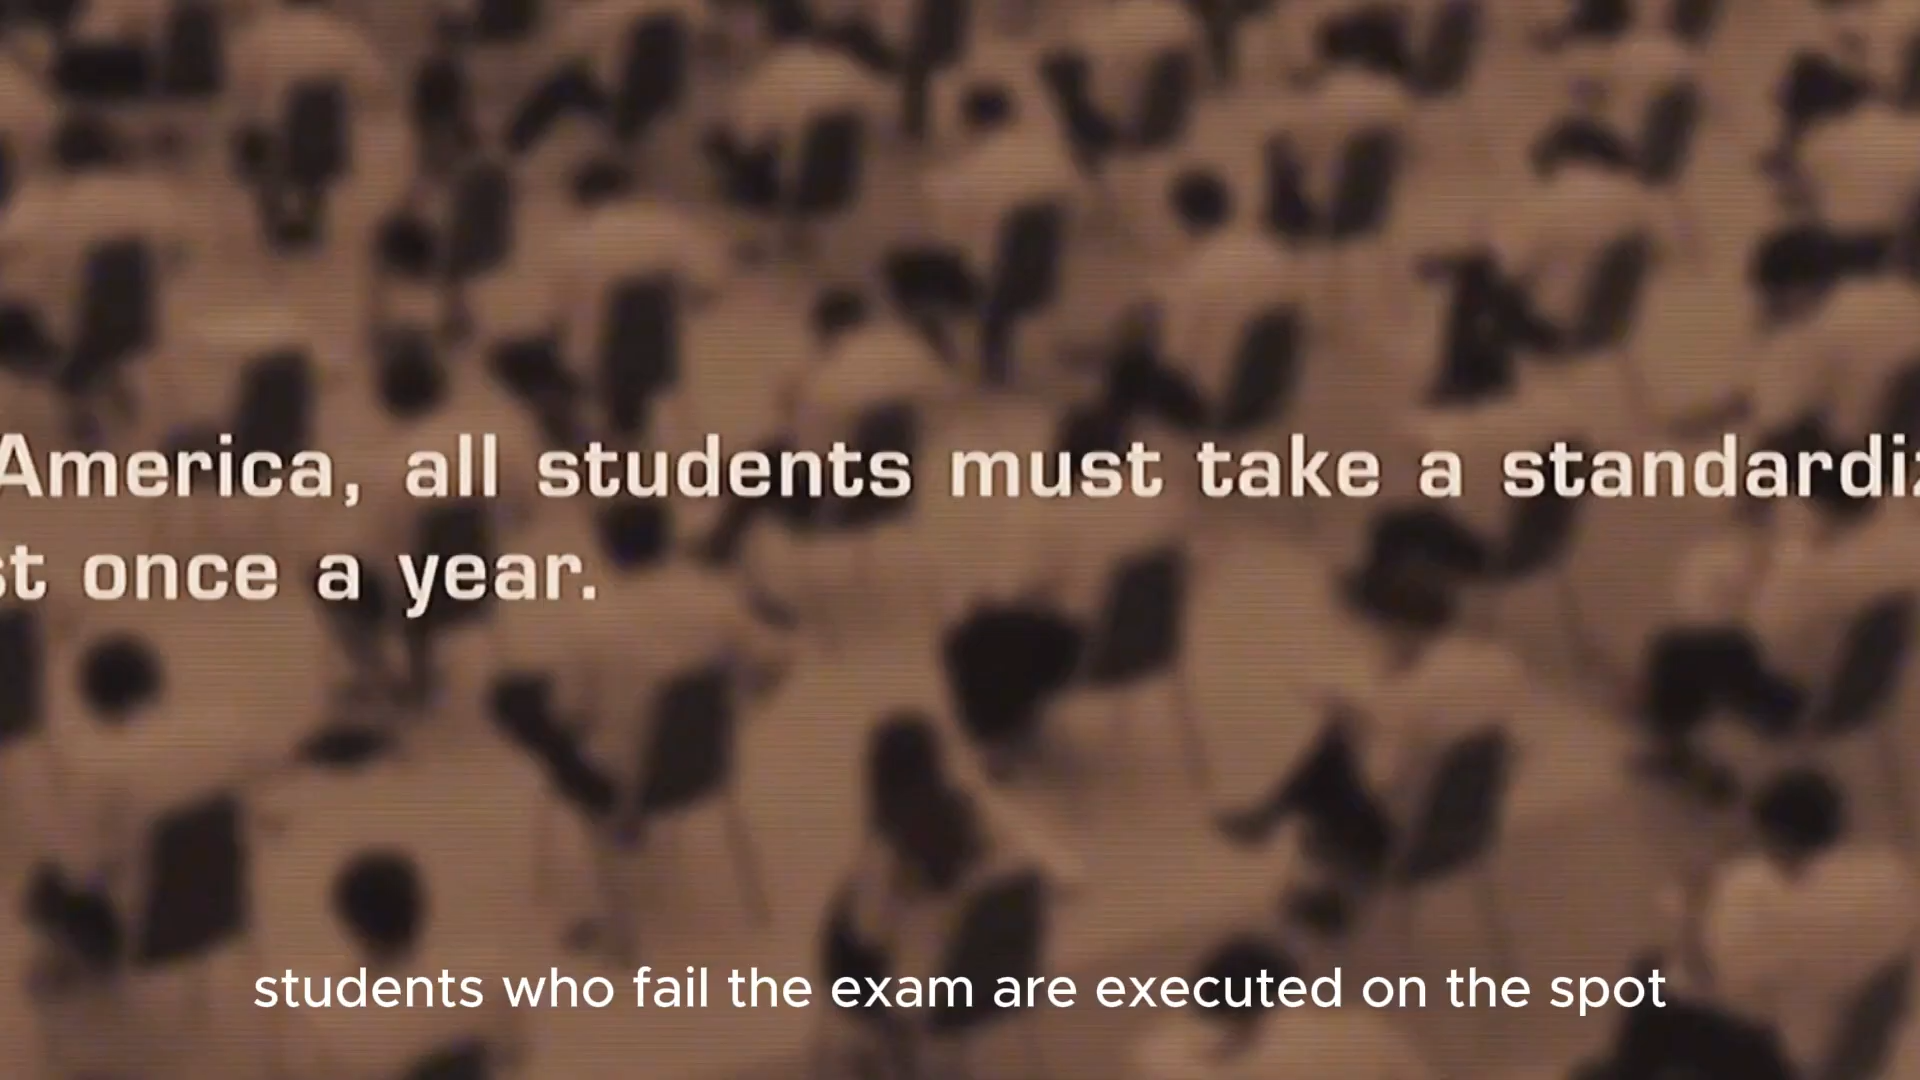 America, all students must take a standardiz
st once a year.
students who fail the exam are executed on the spot